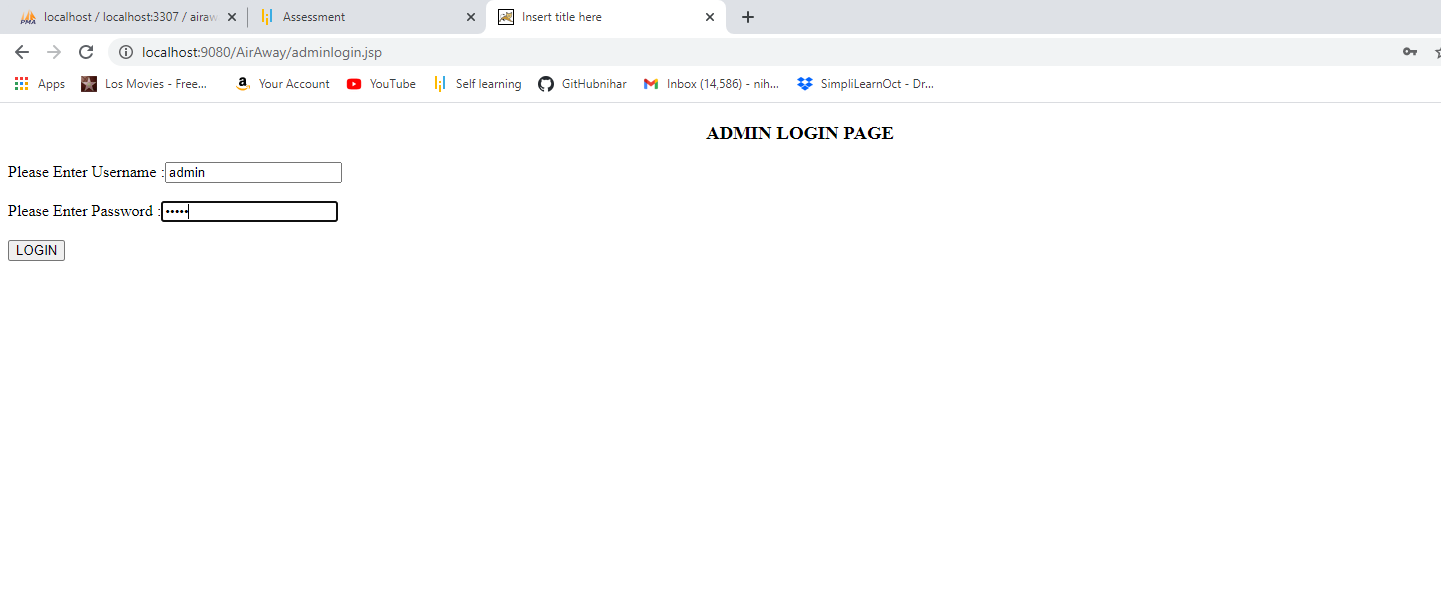 PMA localhost / localhost:3307 / airaw Assessment Insert title here
localhost:9080/AirAway/adminlogin.jsp
Apps Los Movies - Free... a Your Account YouTube Self learning GitHubnihar Inbox (14,586) - nih... SimpliLearnOct - Dr...
ADMIN LOGIN PAGE
Please Enter Username : admin
Please Enter Password : •••••
LOGIN